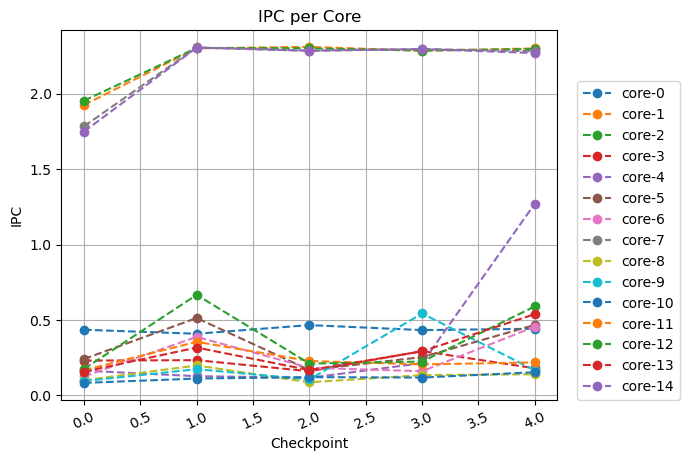 IPC per Core
IPC
2.0
1.5
1.0
0.5
0.0
0.0 0.5 1.0 1.5 2.0 2.5 3.0 3.5 4.0
Checkpoint
core-0
core-1
core-2
core-3
core-4
core-5
core-6
core-7
core-8
core-9
core-10
core-11
core-12
core-13
core-14